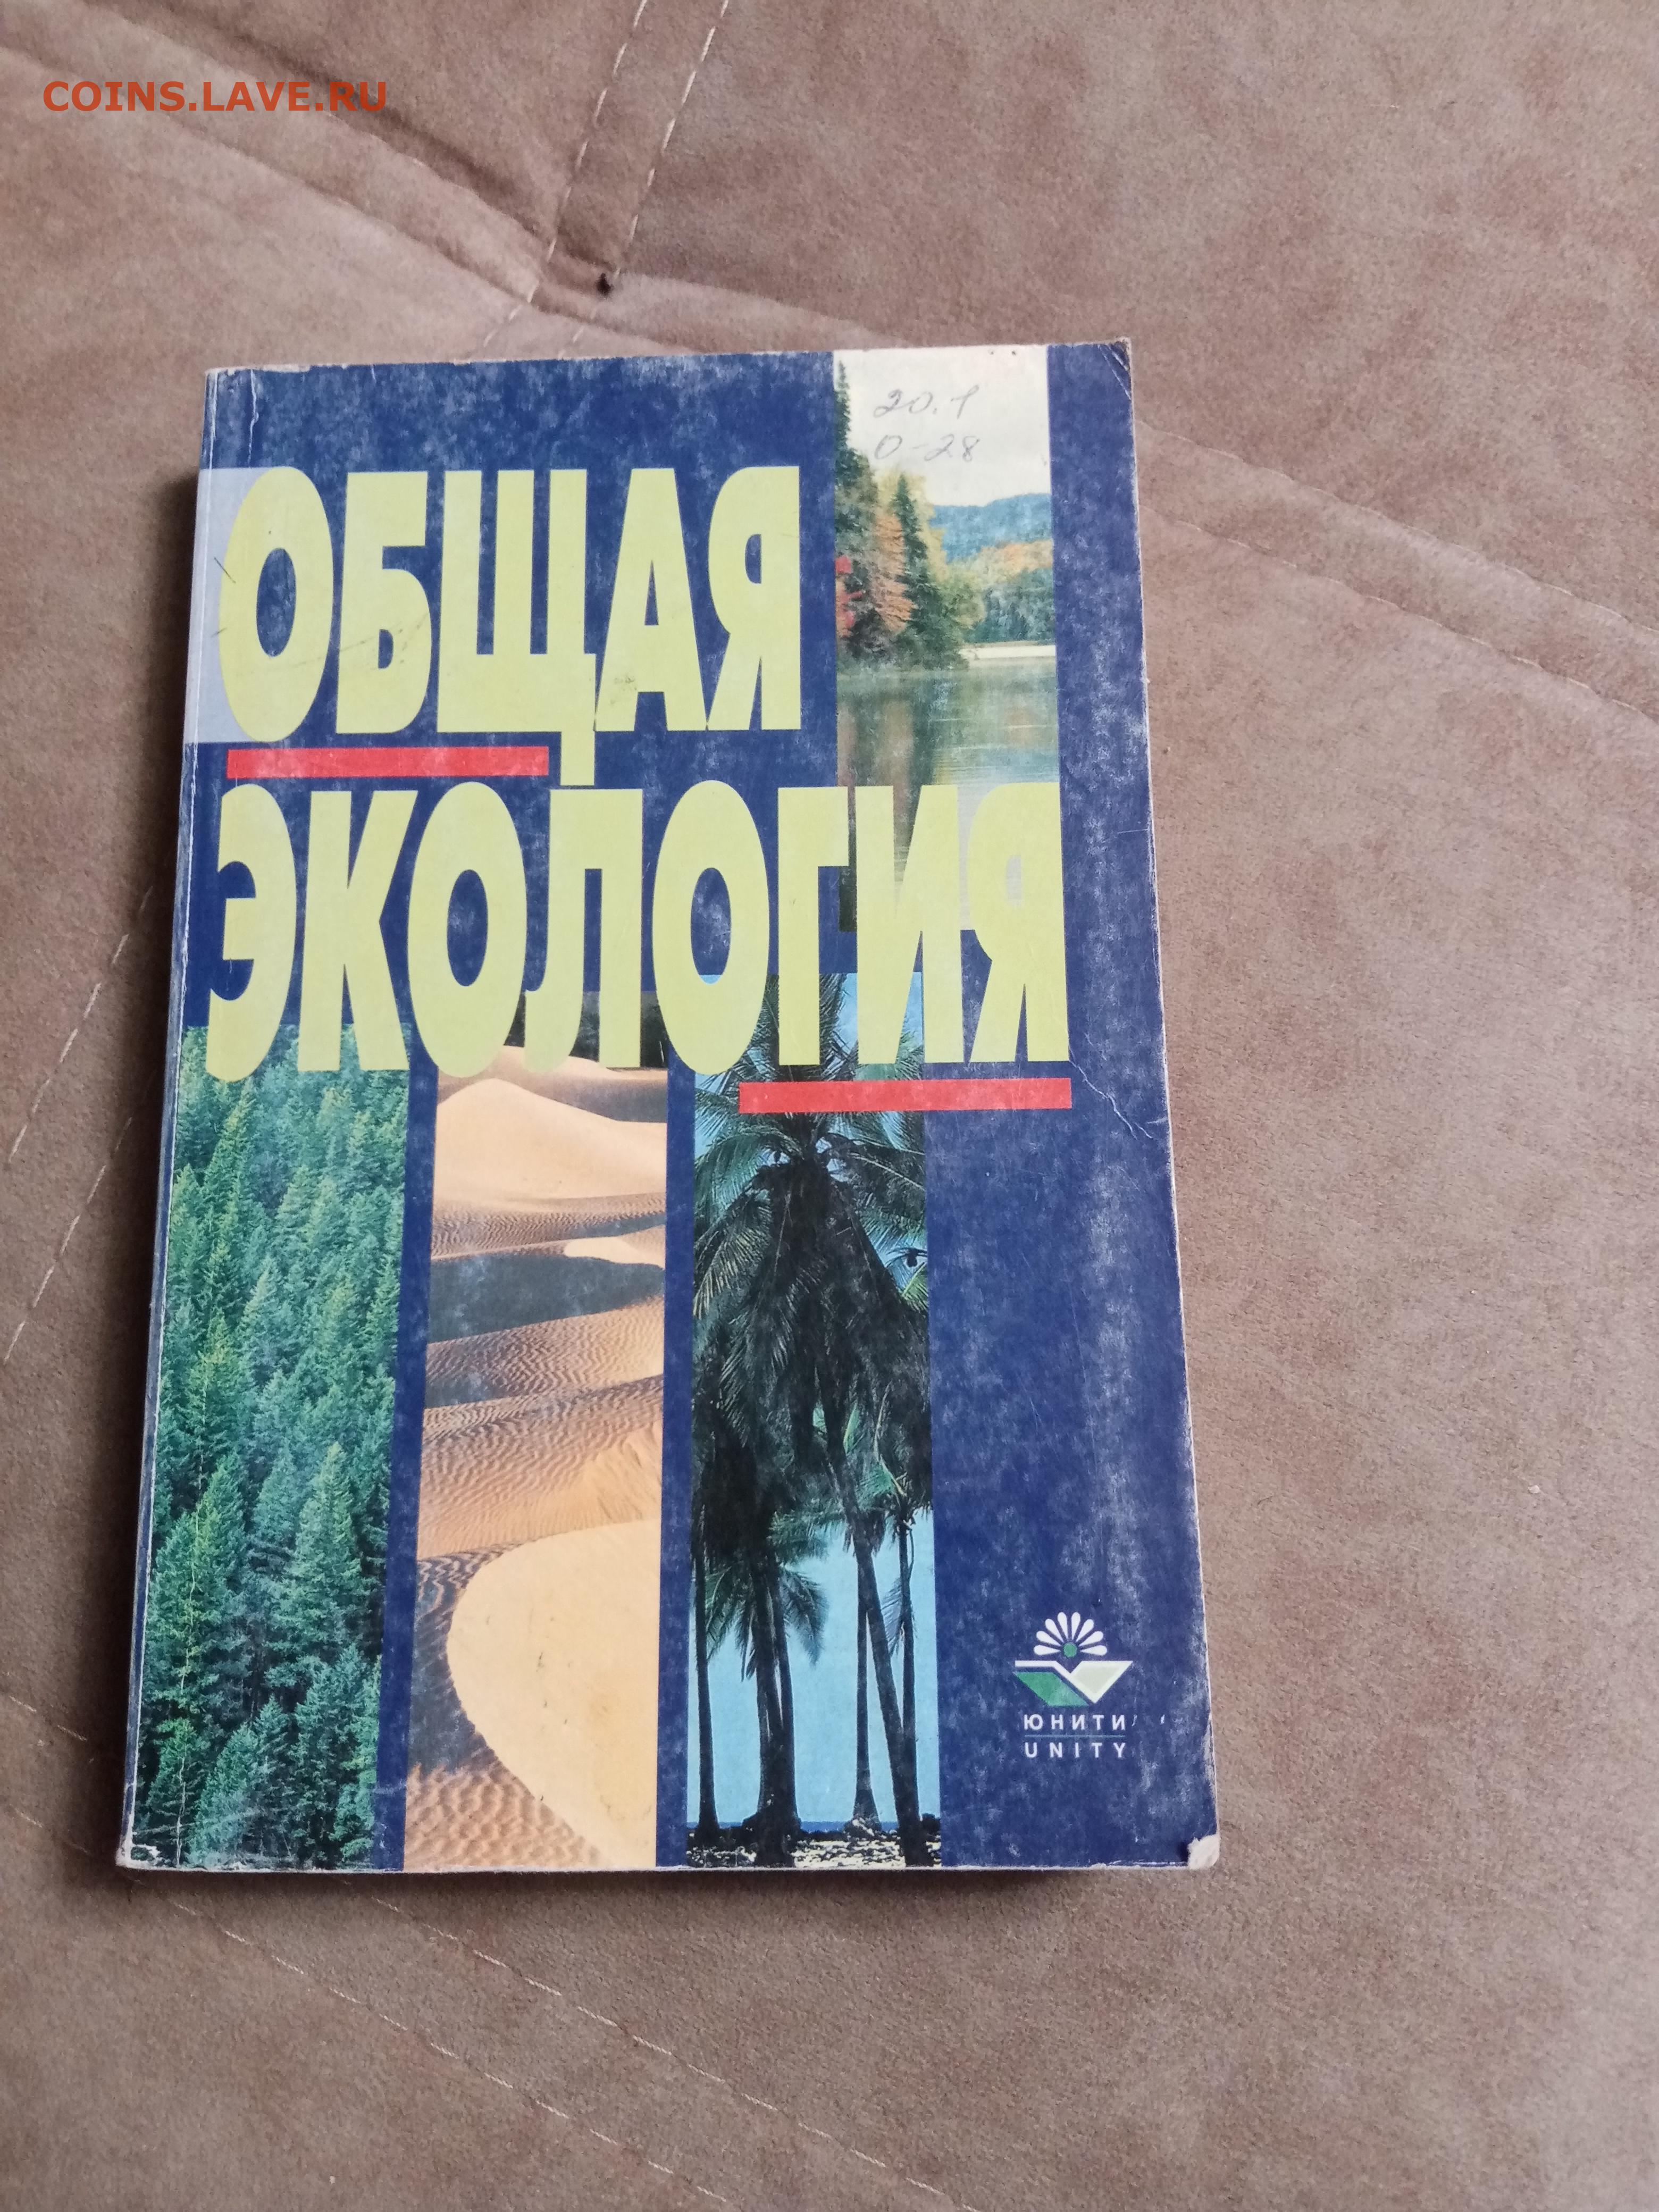 COINS.LAVE.RU
20.1
О-28
ОБЩАЯ
ЭКОЛОГИЯ
ЮНИТИ
UNITY